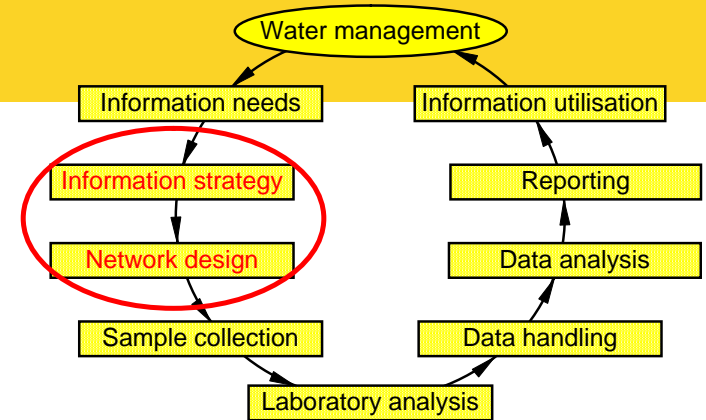 Water management
Information needs
Information utilisation
Information strategy
Reporting
Network design
Data analysis
Sample collection
Data handling
Laboratory analysis